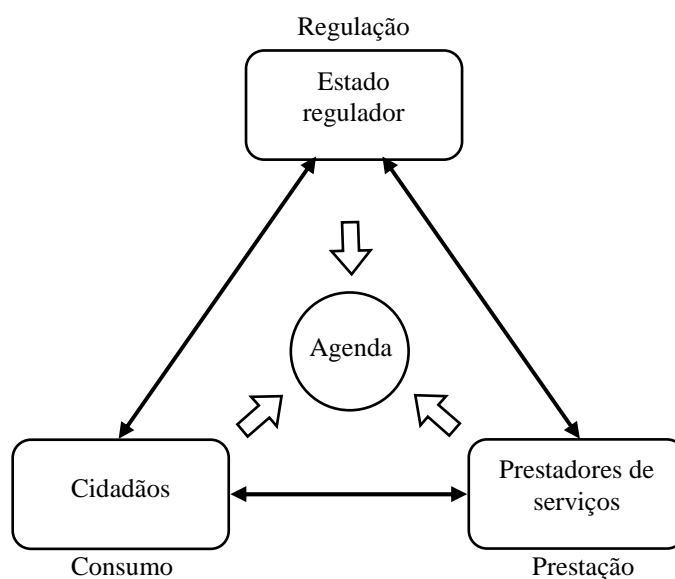 Regulação
Estado
regulador
Agenda
Cidadãos
Prestadores de
serviços
Consumo
Prestação